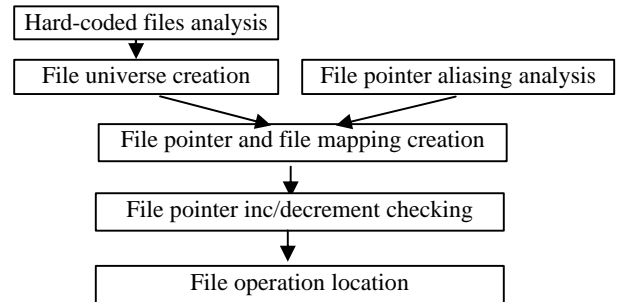 Hard-coded files analysis
File universe creation
File pointer aliasing analysis
File pointer and file mapping creation
File pointer inc/decrement checking
File operation location